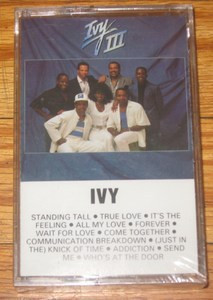 Ivy
III
IVY
STANDING TALL • TRUE LOVE • IT'S THE
FEELING • ALL MY LOVE • FOREVER •
WAIT FOR LOVE • COME TOGETHER •
COMMUNICATION BREAKDOWN • (JUST IN
THE) KNICK OF TIME • ADDICTION • SEND
ME • WHO'S AT THE DOOR